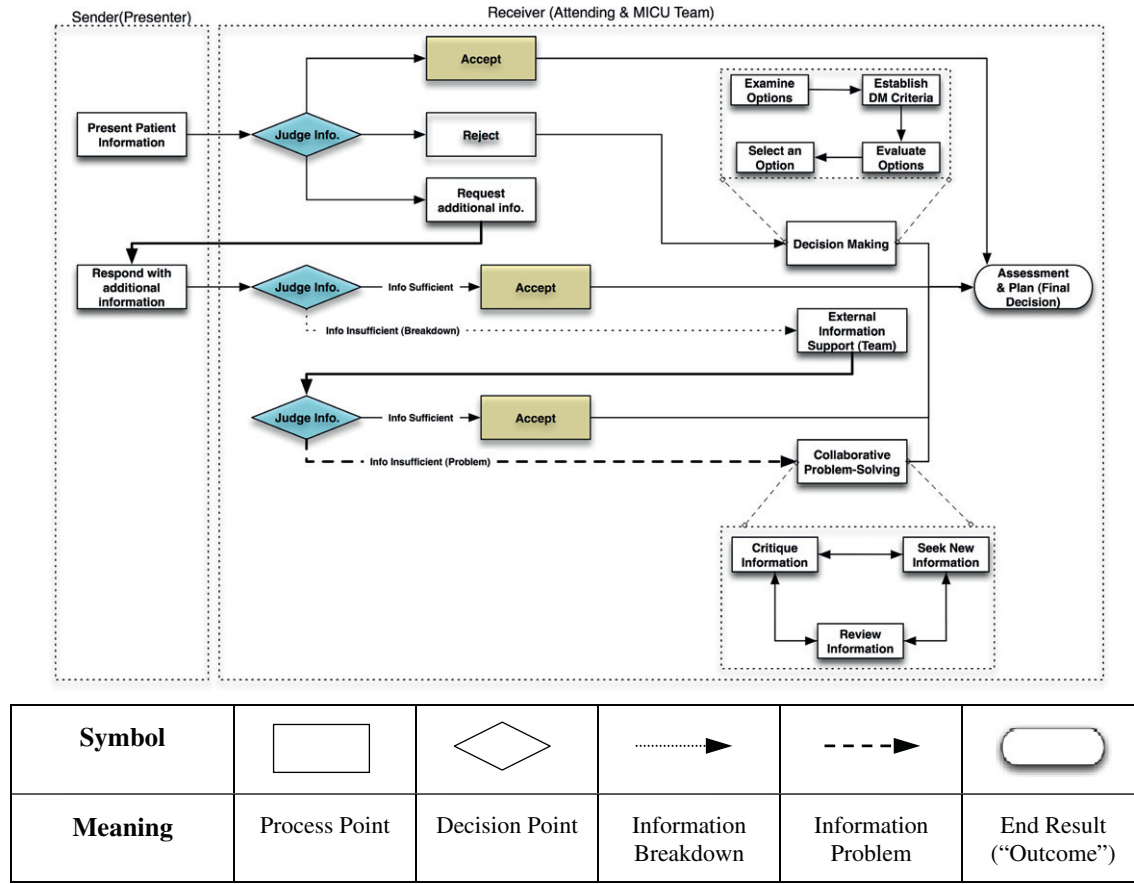 Sender(Presenter)
Receiver (Attending & MICU Team)
Accept
Examine
Options
Establish
DM Criteria
Present Patient
Information
Judge Info.
Reject
Select an
Option
Evaluate
Options
Request
additional info.
Decision Making
Respond with
additional
information
Judge Info.
Info Sufficient
Accept
Assessment
& Plan (Final
Decision)
Info Insufficient (Breakdown)
External
Information
Support (Team)
Judge Info.
Info Sufficient
Accept
Info Insufficient (Problem)
Collaborative
Problem-Solving
Critique
Information
Seek New
Information
Review
Information
Symbol
Meaning
Process Point
Decision Point
Information
Breakdown
Information
Problem
End Result
(“Outcome”)